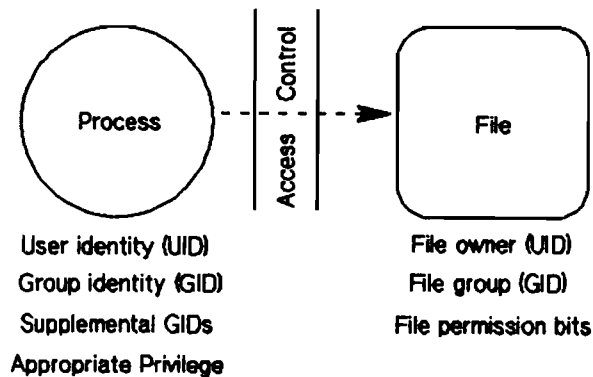 Process
Access Control
File
User identity (UID)
Group identity (GID)
Supplemental GIDs
Appropriate Privilege
File owner (UID)
File group (GID)
File permission bits